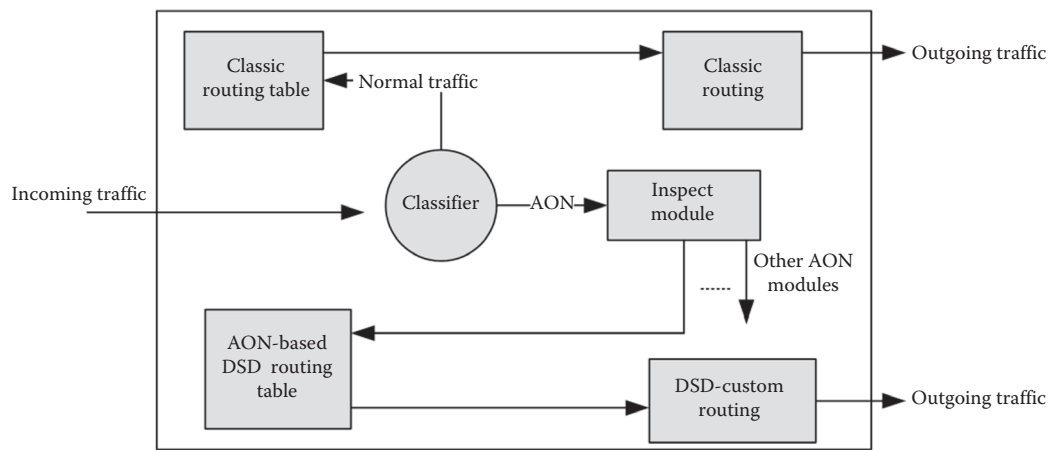 Classic
routing table
Normal traffic
Classic
routing
Outgoing traffic
Incoming traffic
Classifier
AON
Inspect
module
Other AON
modules
AON-based
DSD routing
table
DSD-custom
routing
Outgoing traffic